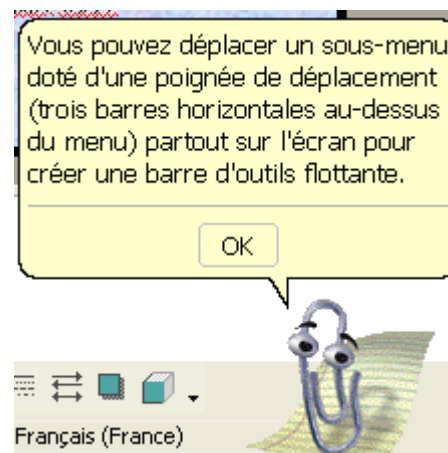 Vous pouvez déplacer un sous-menu
doté d'une poignée de déplacement
(trois barres horizontales au-dessus
du menu) partout sur l'écran pour
créer une barre d'outils flottante.
OK
Français (France)